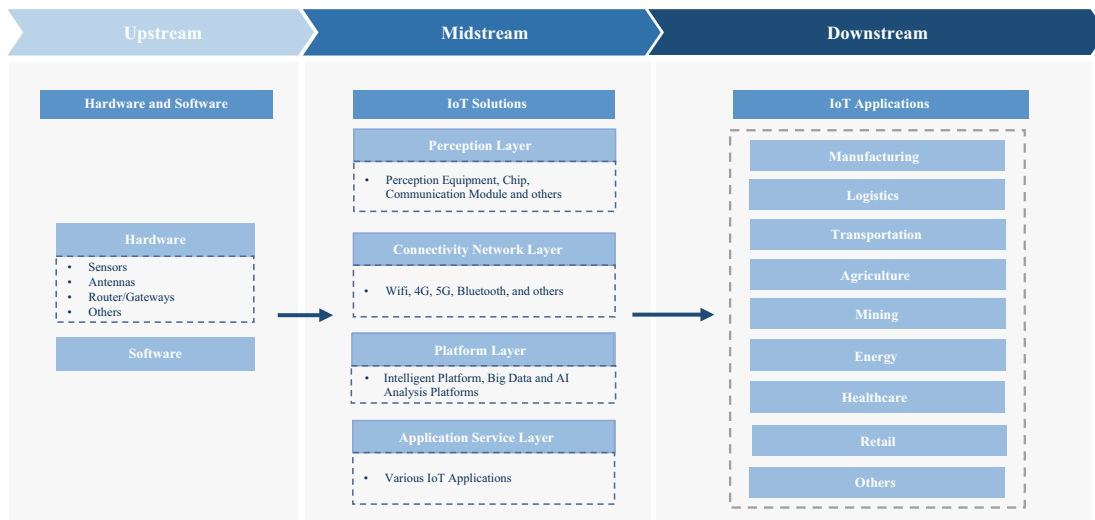 Upstream
Midstream
Downstream
Hardware and Software
Hardware
• Sensors
• Antennas
• Router/Gateways
• Others
Software
IoT Solutions
Perception Layer
• Perception Equipment, Chip,
Communication Module and others
Connectivity Network Layer
• Wifi, 4G, 5G, Bluetooth, and others
Platform Layer
• Intelligent Platform, Big Data and AI
Analysis Platforms
Application Service Layer
• Various IoT Applications
IoT Applications
Manufacturing
Logistics
Transportation
Agriculture
Mining
Energy
Healthcare
Retail
Others